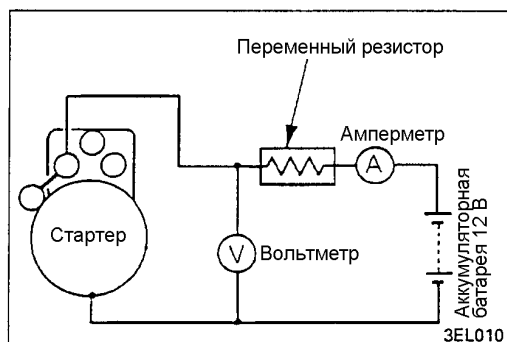 Переменный резистор
Амперметр
A
Стартер
V
Вольтметр
Аккумуляторная
батарея 12 В
3EL010